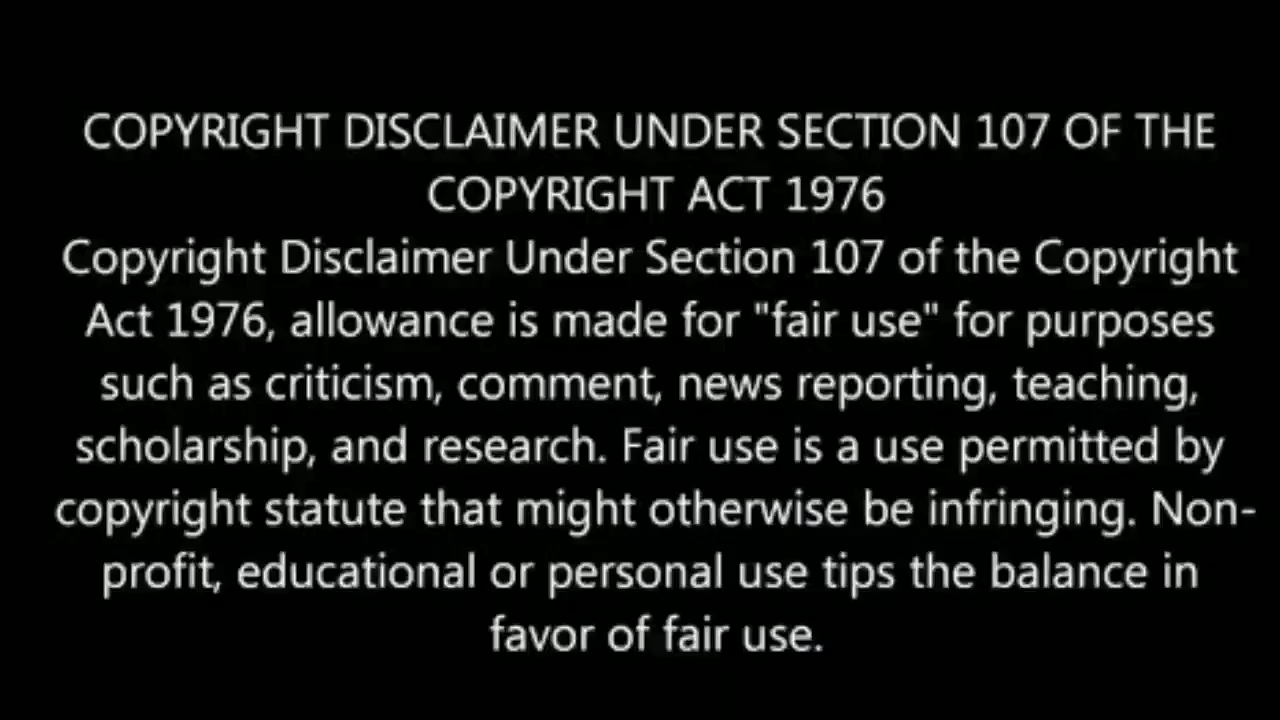 COPYRIGHT DISCLAIMER UNDER SECTION 107 OF THE
COPYRIGHT ACT 1976
Copyright Disclaimer Under Section 107 of the Copyright
Act 1976, allowance is made for "fair use" for purposes
such as criticism, comment, news reporting, teaching,
scholarship, and research. Fair use is a use permitted by
copyright statute that might otherwise be infringing. Non-
profit, educational or personal use tips the balance in
favor of fair use.